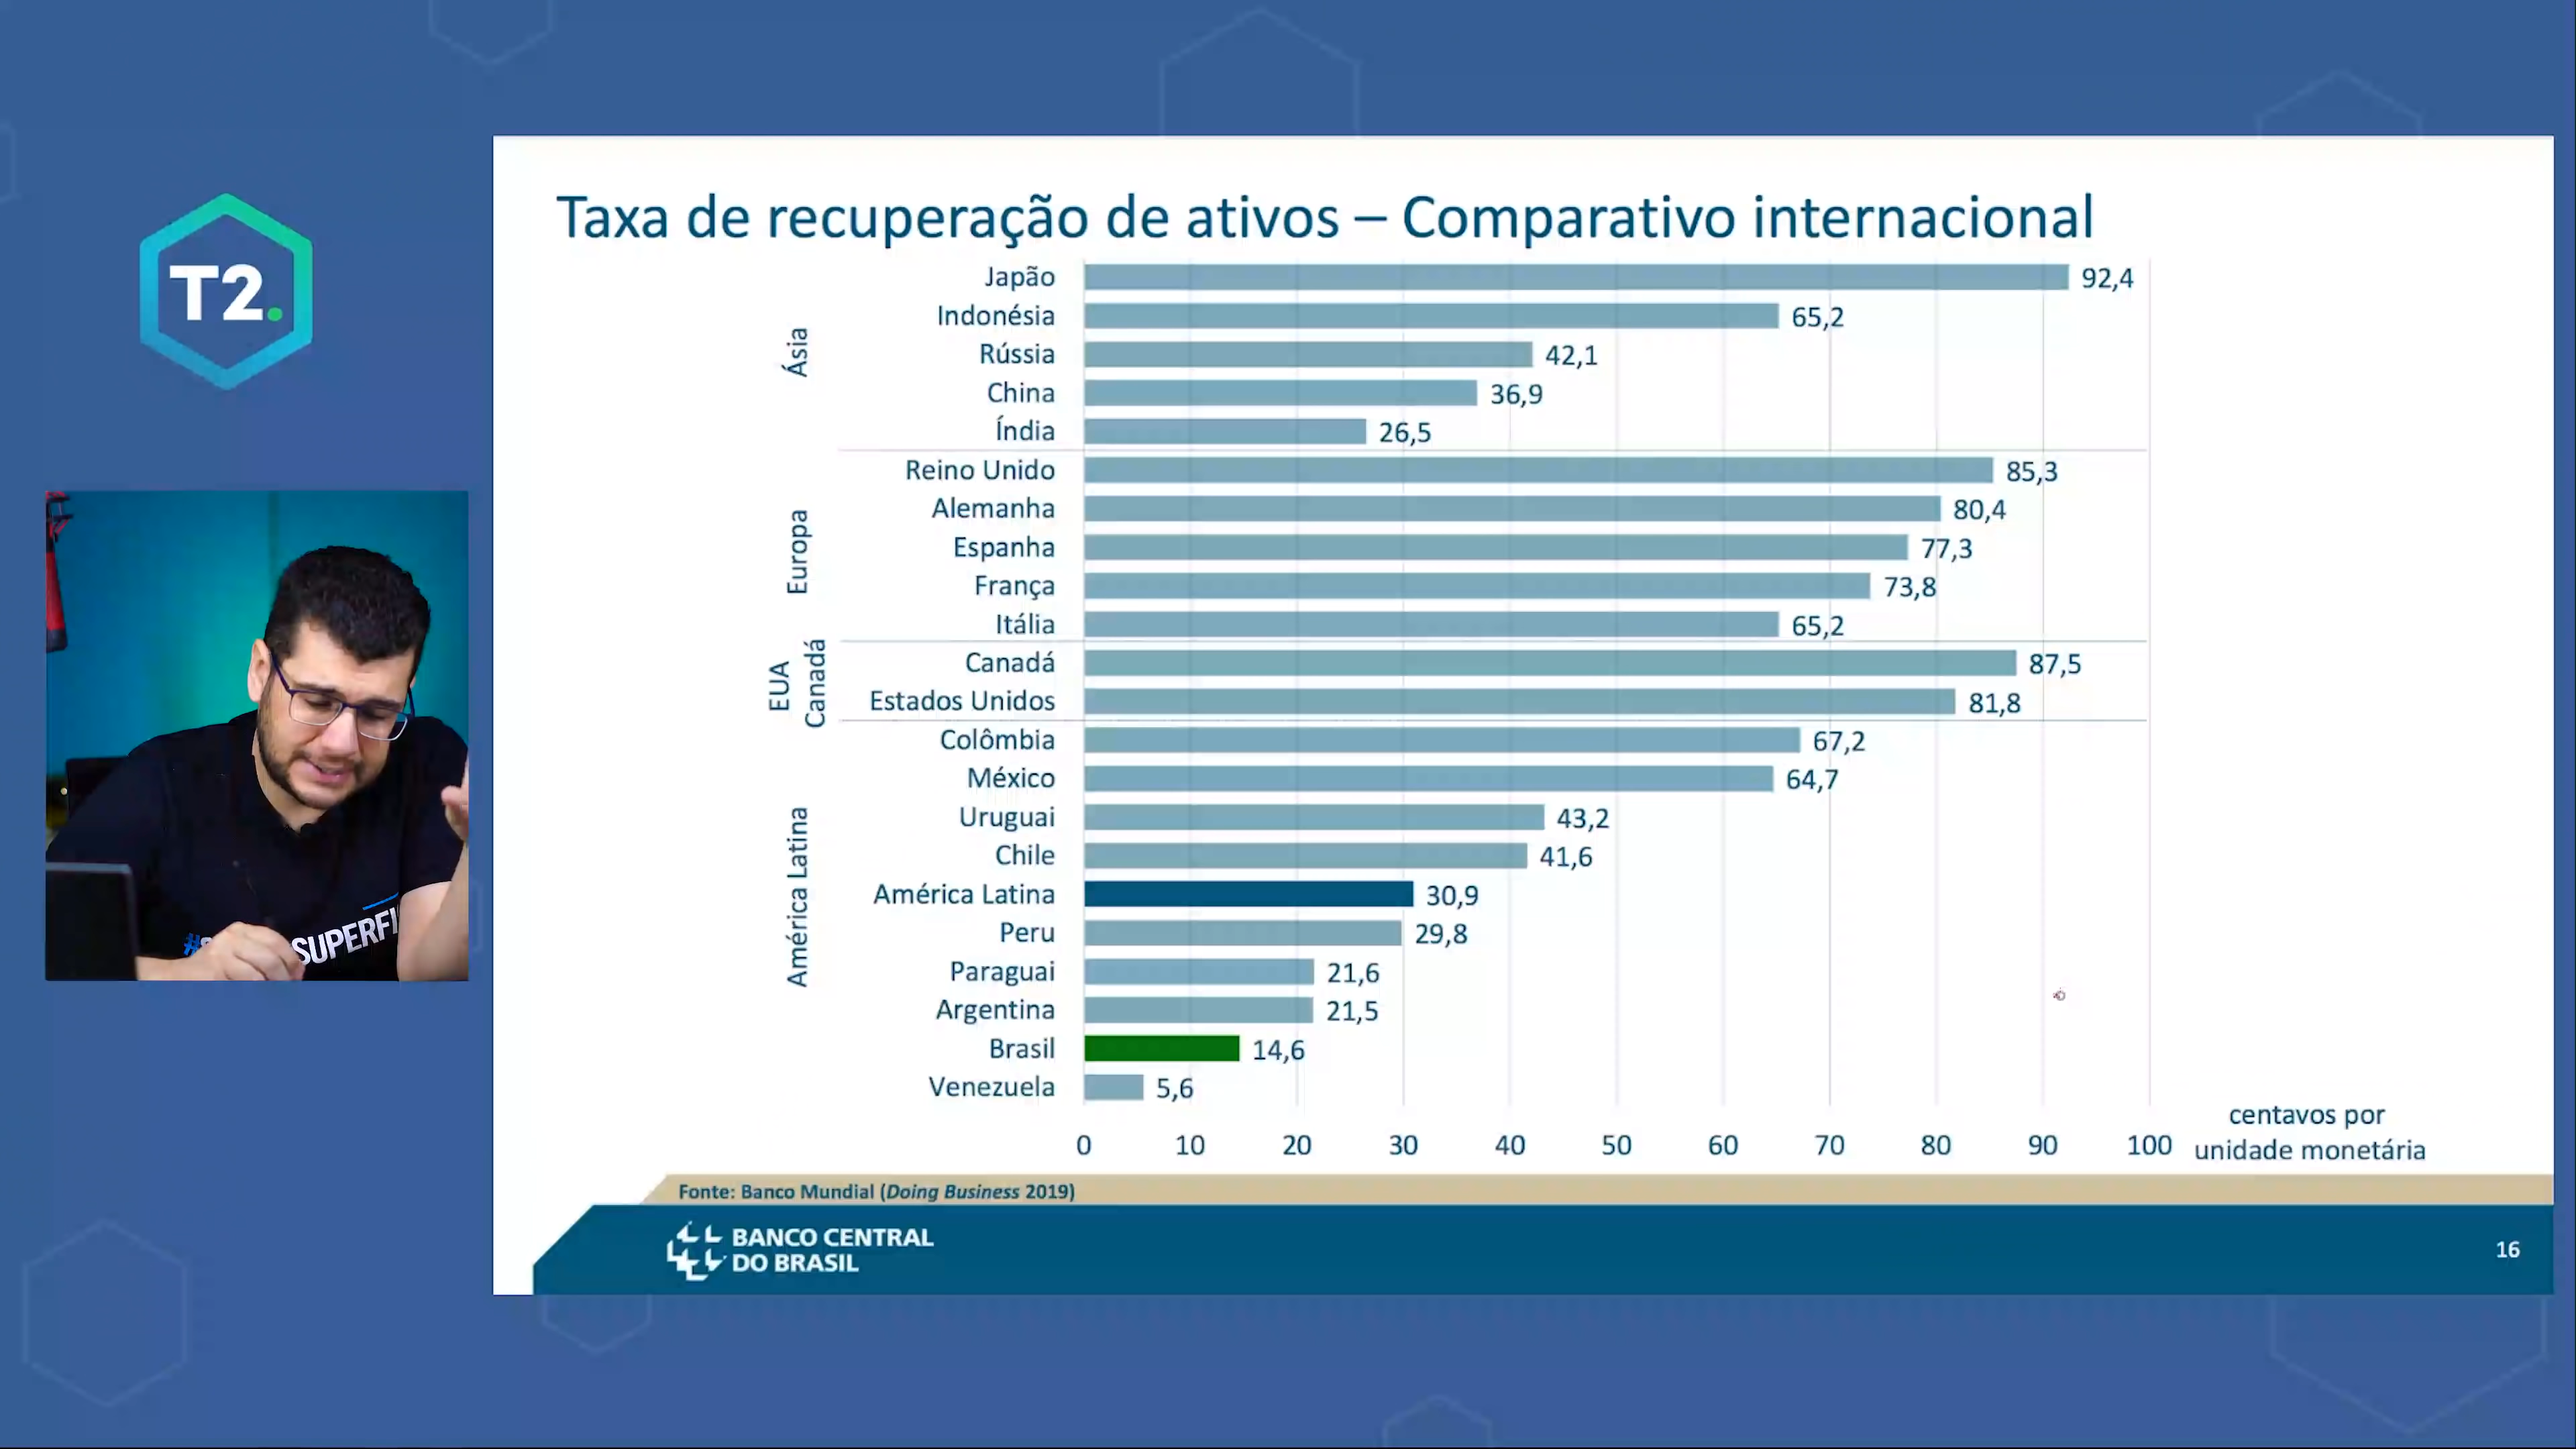 T2.
Taxa de recuperação de ativos – Comparativo internacional
Ásia
Japão 92,4
Indonésia 65,2
Rússia 42,1
China 36,9
Índia 26,5
Europa
Reino Unido 85,3
Alemanha 80,4
Espanha 77,3
França 73,8
Itália 65,2
EUA
Canadá
Canadá 87,5
Estados Unidos 81,8
América Latina
Colômbia 67,2
México 64,7
Uruguai 43,2
Chile 41,6
América Latina 30,9
Peru 29,8
Paraguai 21,6
Argentina 21,5
Brasil 14,6
Venezuela 5,6
0 10 20 30 40 50 60 70 80 90 100
centavos por
unidade monetária
Fonte: Banco Mundial (Doing Business 2019)
BANCO CENTRAL
DO BRASIL
16